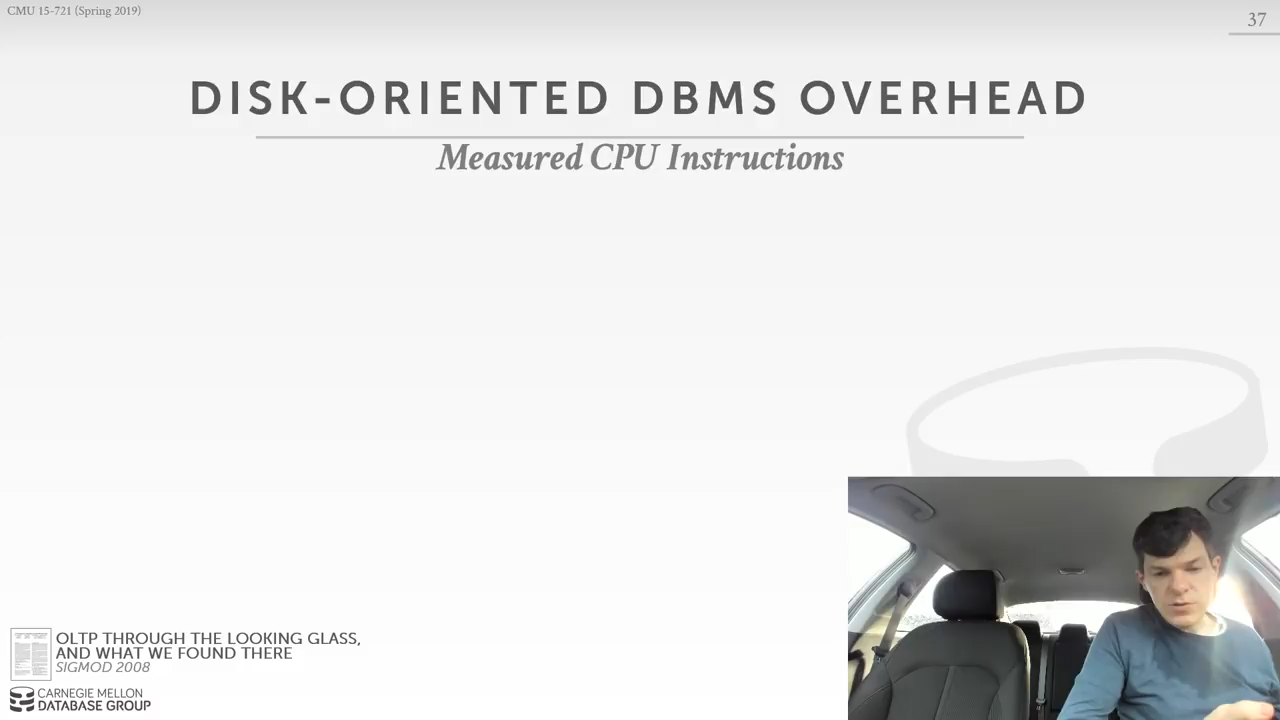 CMU 15-721 (Spring 2019)
37
DISK-ORIENTED DBMS OVERHEAD
Measured CPU Instructions
OLTP THROUGH THE LOOKING GLASS,
AND WHAT WE FOUND THERE
SIGMOD 2008
CARNEGIE MELLON
DATABASE GROUP